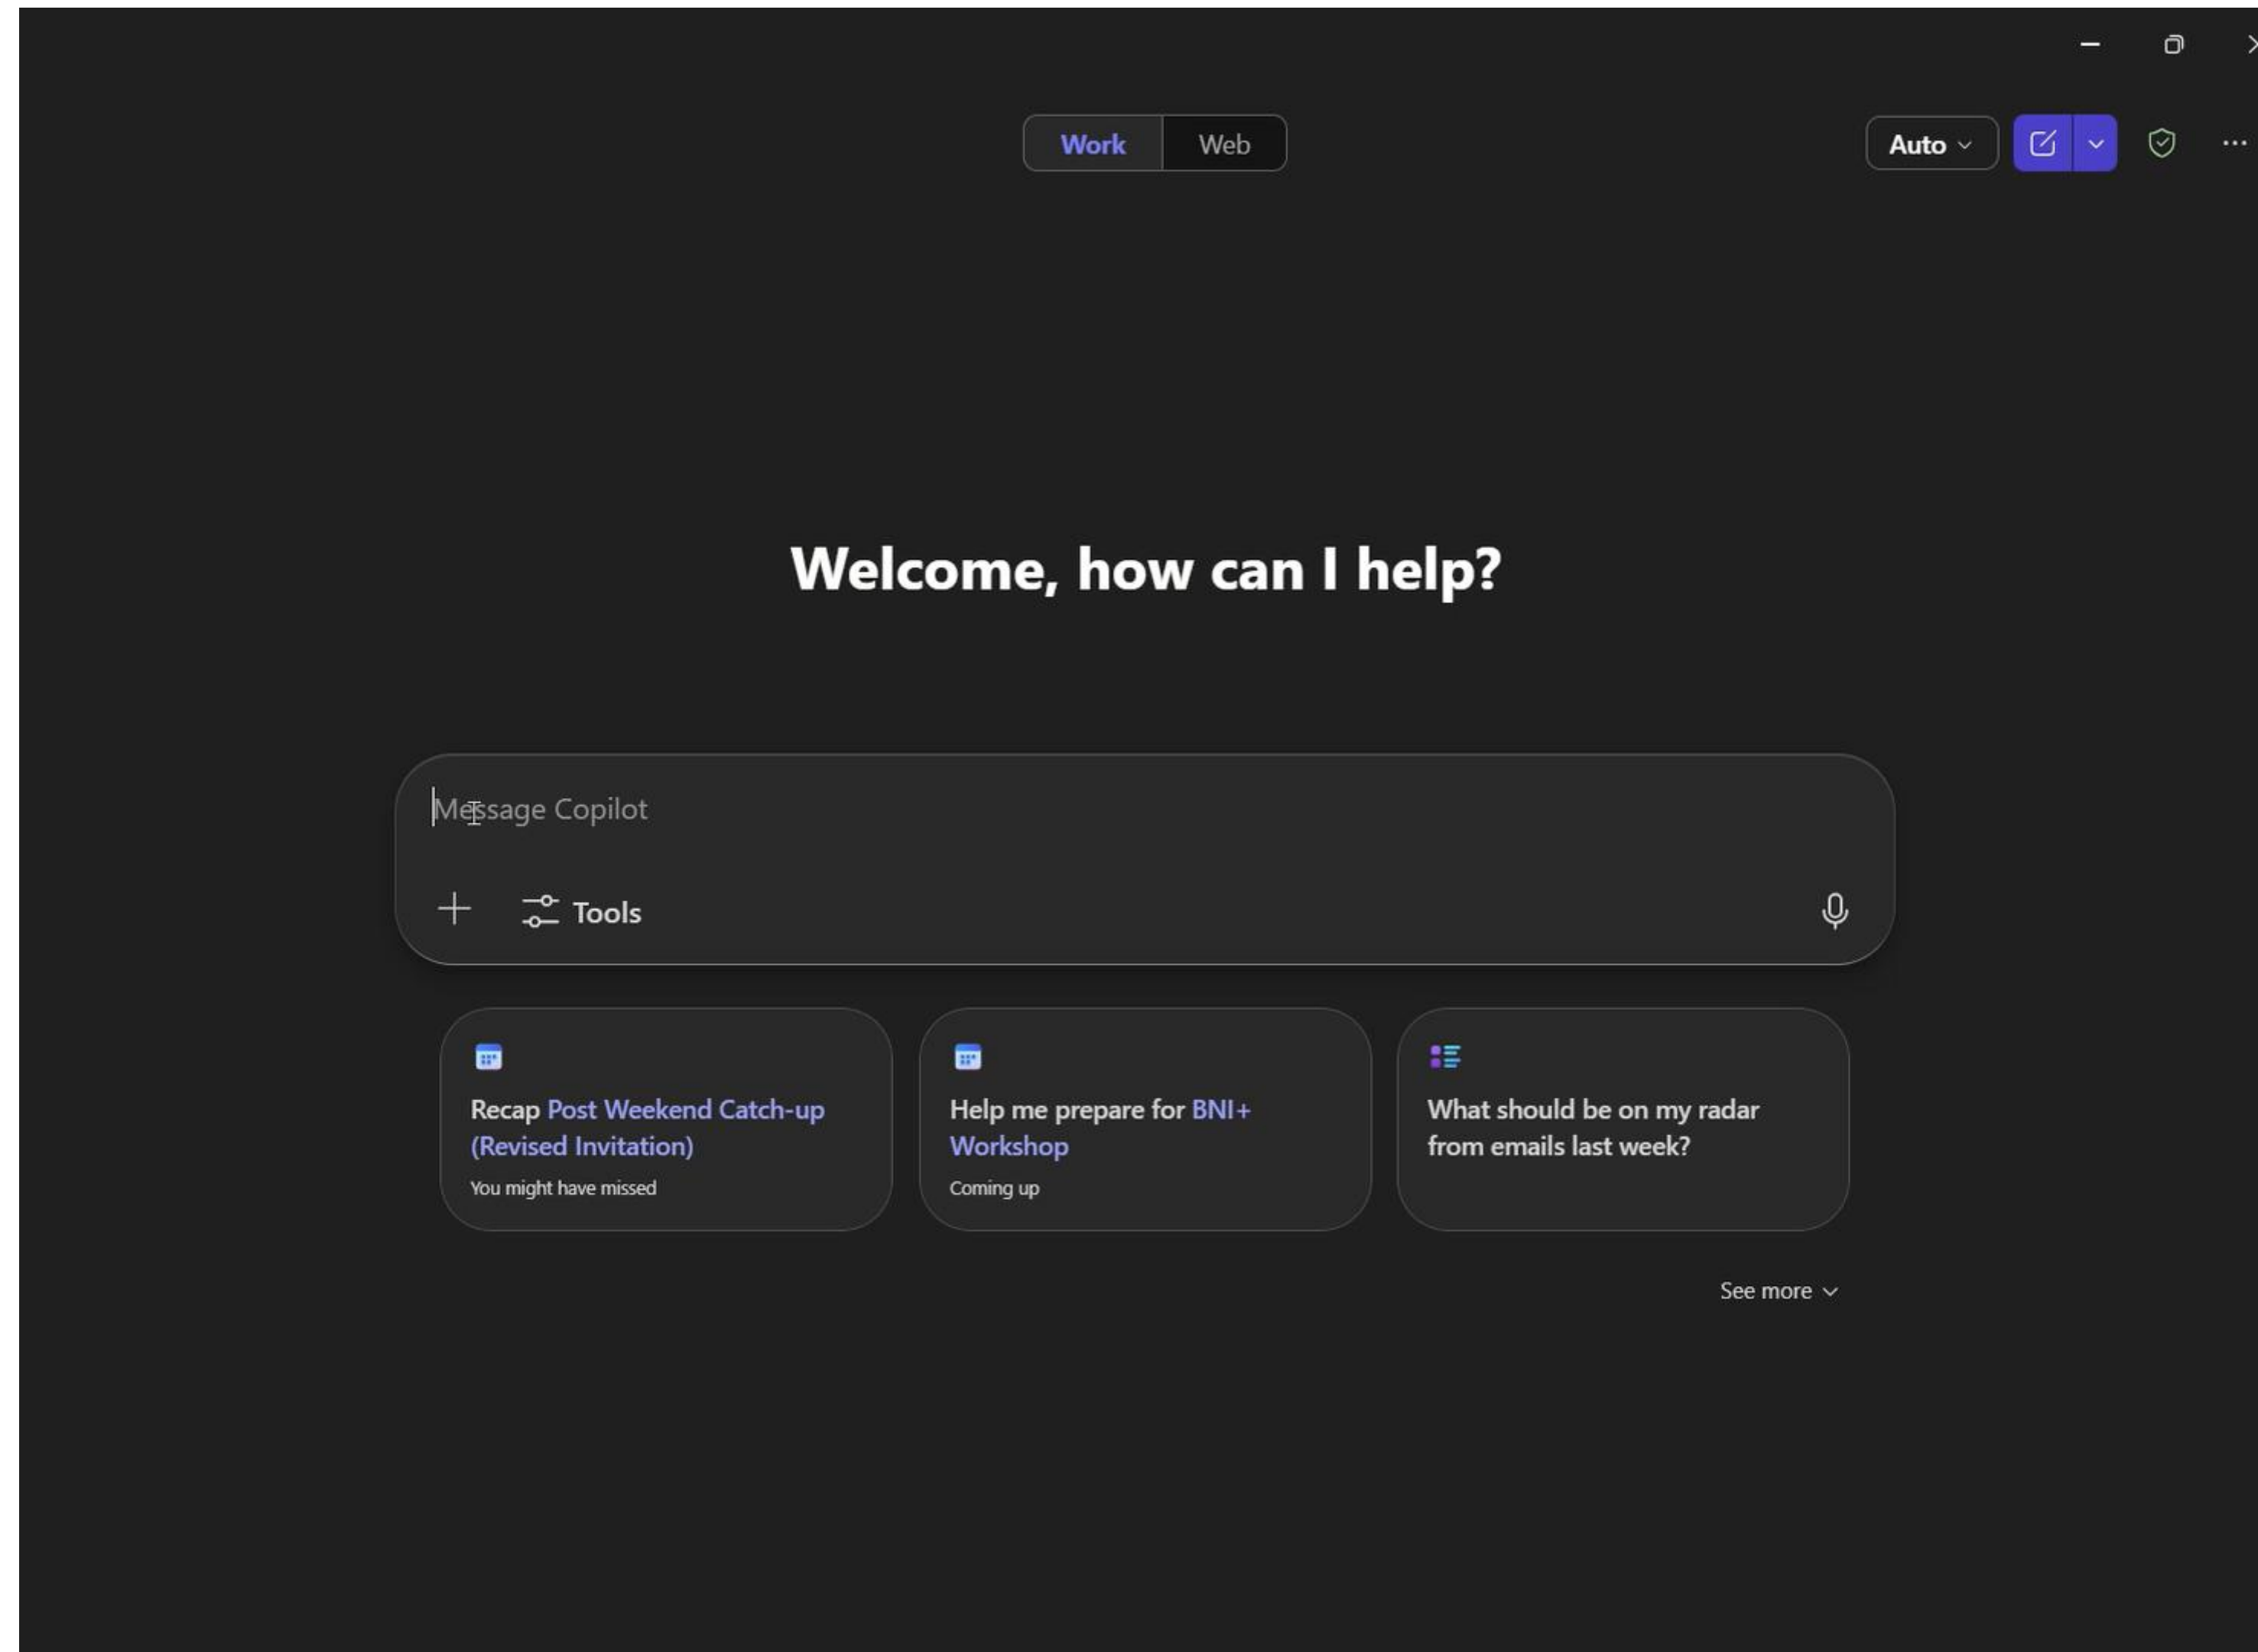 Work Web
Auto
Welcome, how can I help?
Message Copilot
Tools
Recap Post Weekend Catch-up
(Revised Invitation)
You might have missed
Help me prepare for BNI+
Workshop
Coming up
What should be on my radar
from emails last week?
See more